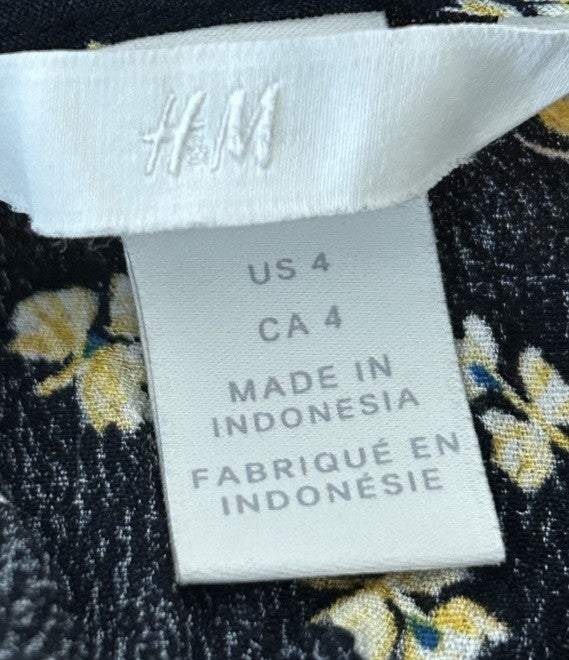 H&M
US 4
CA 4
MADE IN
INDONESIA
FABRIQUÉ EN
INDONÉSIE